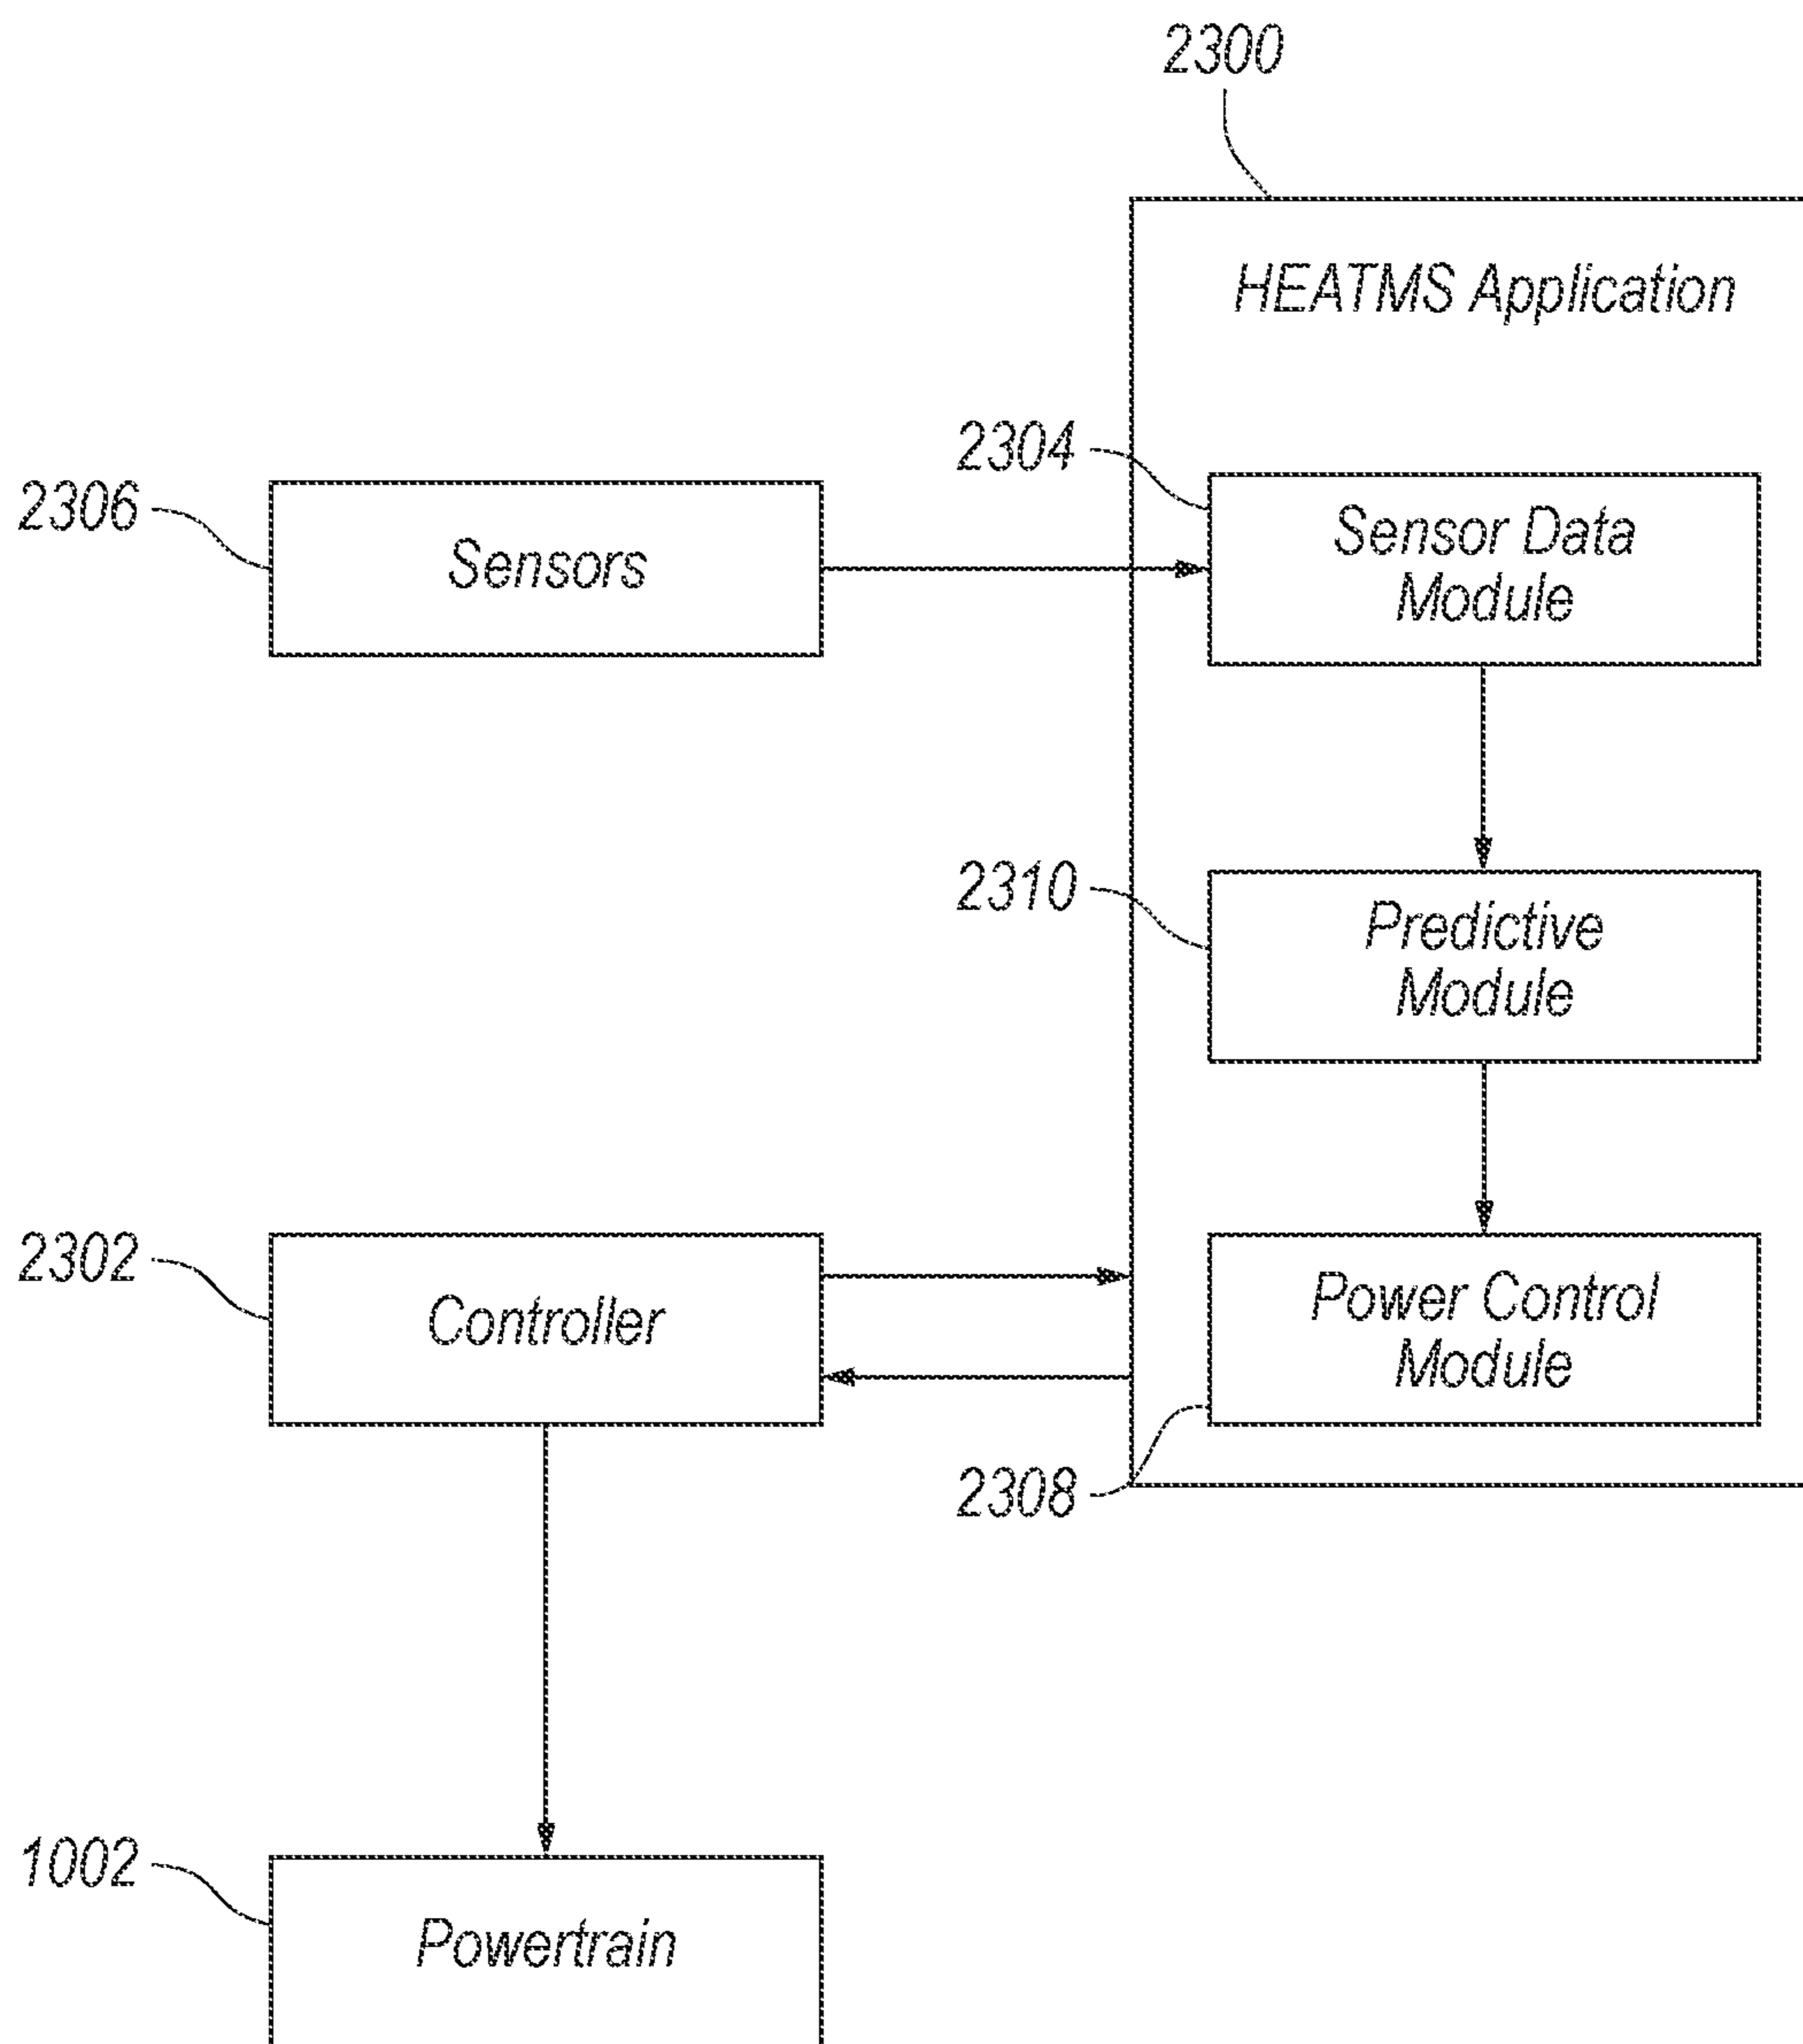 2300
HEATMS Application
2304
2306
Sensors
Sensor Data
Module
2310
Predictive
Module
2302
Controller
Power Control
Module
2308
1002
Powertrain